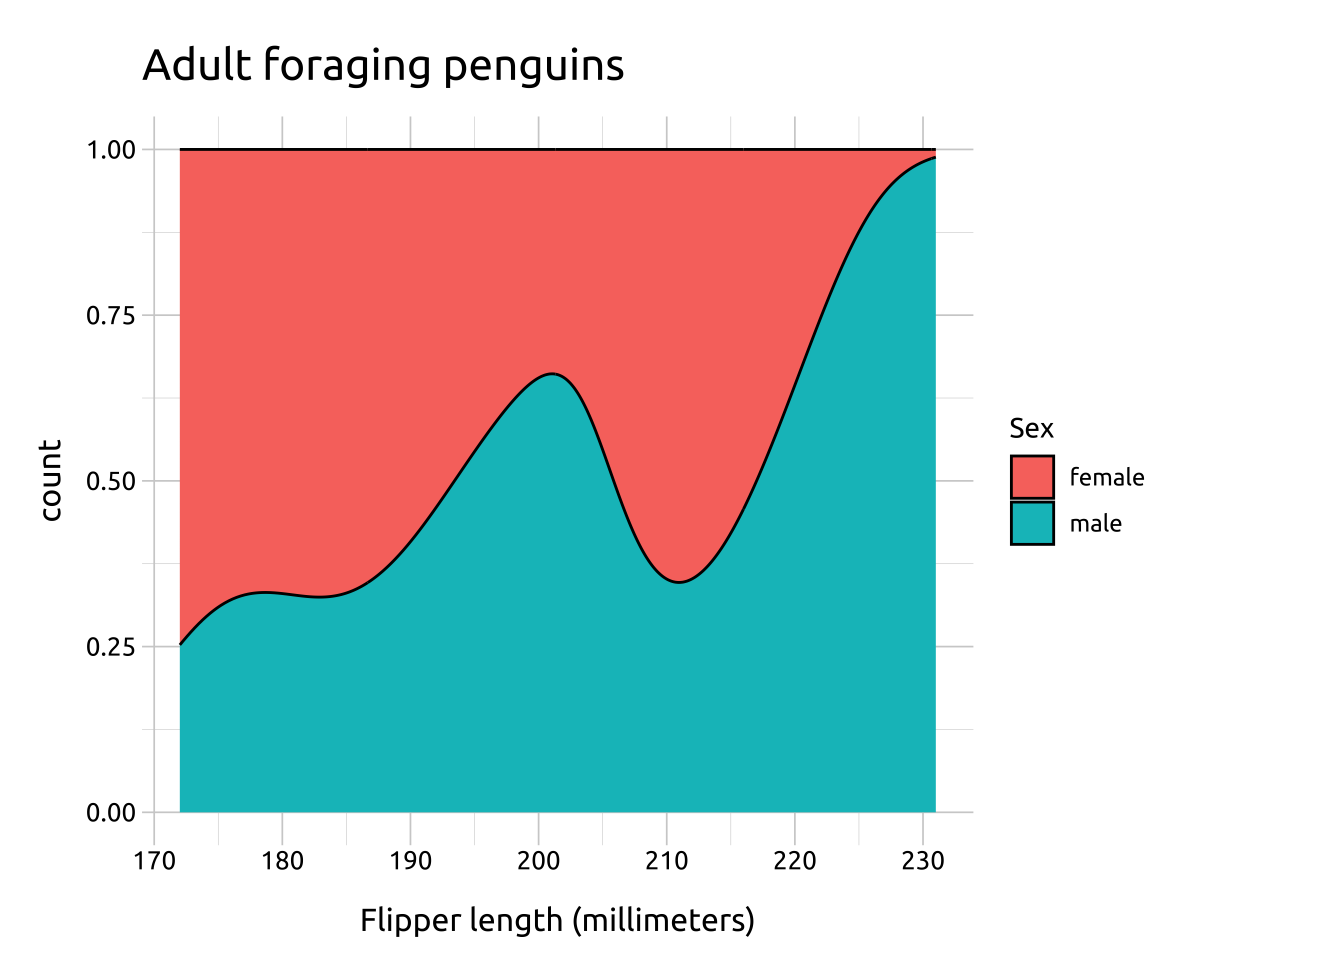 Adult foraging penguins
1.00
0.75
0.50
0.25
0.00
count
170 180 190 200 210 220 230
Flipper length (millimeters)
Sex
female
male